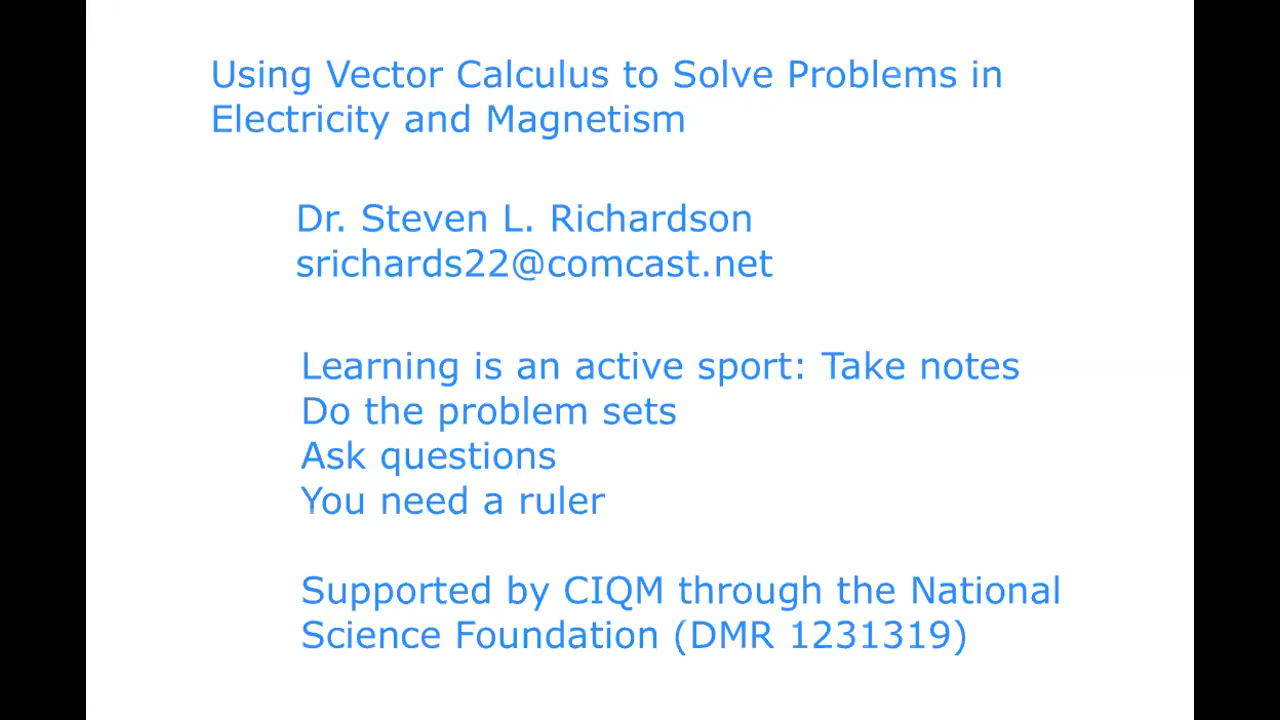 Using Vector Calculus to Solve Problems in
Electricity and Magnetism
Dr. Steven L. Richardson
srichards22@comcast.net
Learning is an active sport: Take notes
Do the problem sets
Ask questions
You need a ruler
Supported by CIQM through the National
Science Foundation (DMR 1231319)